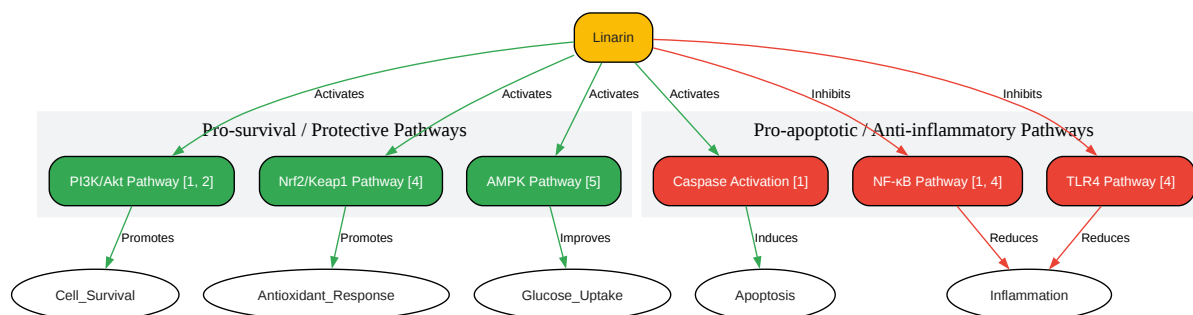 Linarin
Activates
Activates
Activates
Activates
Inhibits
Inhibits
Pro-survival / Protective Pathways
Pro-apoptotic / Anti-inflammatory Pathways
PI3K/Akt Pathway [1, 2]
Nrf2/Keap1 Pathway [4]
AMPK Pathway [5]
Caspase Activation [1]
NF-κB Pathway [1, 4]
TLR4 Pathway [4]
Promotes
Promotes
Improves
Induces
Reduces
Reduces
Cell_Survival
Antioxidant_Response
Glucose_Uptake
Apoptosis
Inflammation